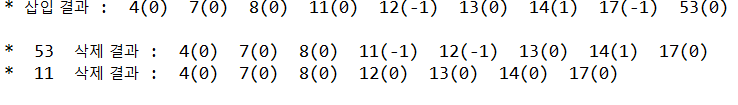 * 삽입 결과 :  4(0)  7(0)  8(0)  11(0)  12(-1)  13(0)  14(1)  17(-1)  53(0)
*  53  삭제 결과 :  4(0)  7(0)  8(0)  11(-1)  12(-1)  13(0)  14(1)  17(0)
*  11  삭제 결과 :  4(0)  7(0)  8(0)  12(0)  13(0)  14(0)  17(0)